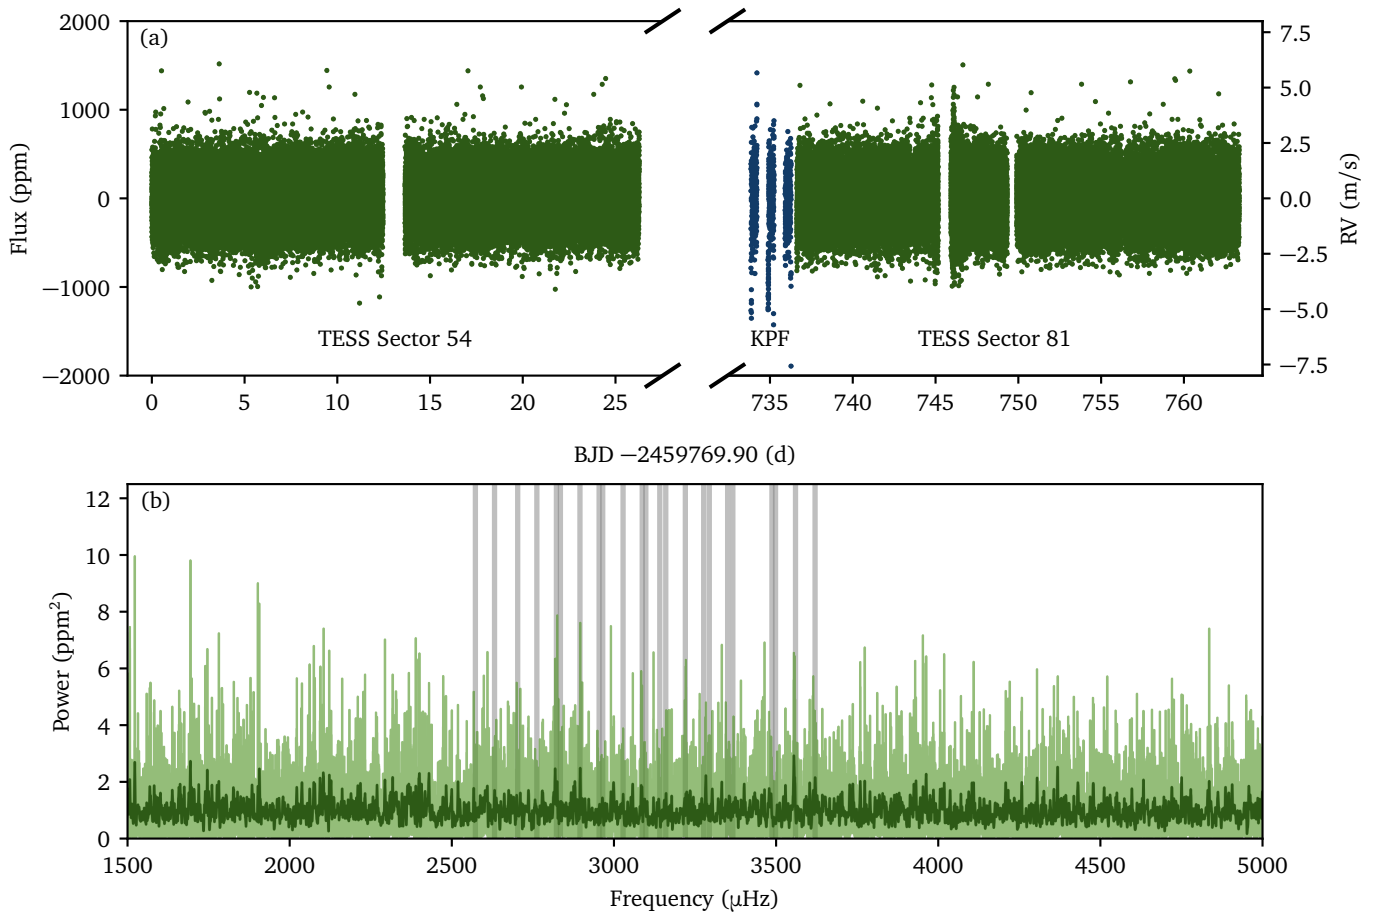 (a)
2000
1000
0
−1000
−2000
Flux (ppm)
7.5
5.0
2.5
0.0
−2.5
−5.0
−7.5
RV (m/s)
TESS Sector 54
KPF
TESS Sector 81
0 5 10 15 20 25 735 740 745 750 755 760
BJD −2459769.90 (d)
(b)
12
10
8
6
4
2
0
Power (ppm²)
1500 2000 2500 3000 3500 4000 4500 5000
Frequency (μHz)